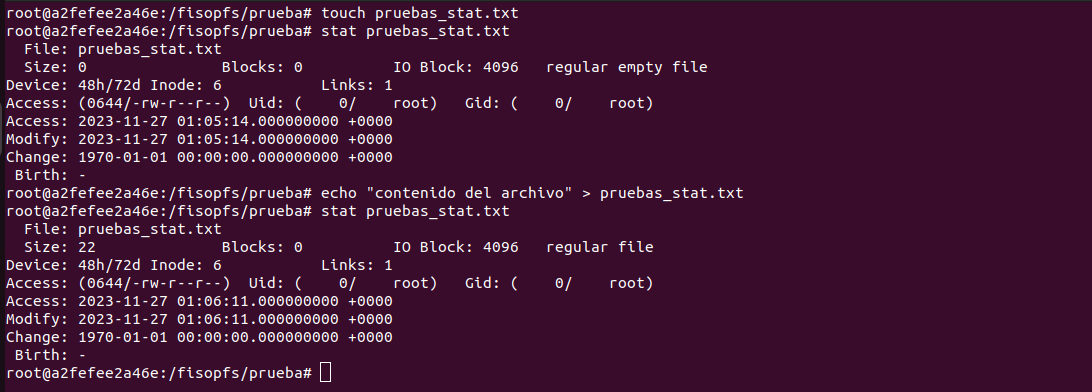 root@a2fefee2a46e:/fisopfs/prueba# touch pruebas_stat.txt
root@a2fefee2a46e:/fisopfs/prueba# stat pruebas_stat.txt
  File: pruebas_stat.txt
  Size: 0               Blocks: 0          IO Block: 4096   regular empty file
Device: 48h/72d Inode: 6           Links: 1
Access: (0644/-rw-r--r--)  Uid: (    0/    root)   Gid: (    0/    root)
Access: 2023-11-27 01:05:14.000000000 +0000
Modify: 2023-11-27 01:05:14.000000000 +0000
Change: 1970-01-01 00:00:00.000000000 +0000
 Birth: -
root@a2fefee2a46e:/fisopfs/prueba# echo "contenido del archivo" > pruebas_stat.txt
root@a2fefee2a46e:/fisopfs/prueba# stat pruebas_stat.txt
  File: pruebas_stat.txt
  Size: 22              Blocks: 0          IO Block: 4096   regular file
Device: 48h/72d Inode: 6           Links: 1
Access: (0644/-rw-r--r--)  Uid: (    0/    root)   Gid: (    0/    root)
Access: 2023-11-27 01:06:11.000000000 +0000
Modify: 2023-11-27 01:06:11.000000000 +0000
Change: 1970-01-01 00:00:00.000000000 +0000
 Birth: -
root@a2fefee2a46e:/fisopfs/prueba#